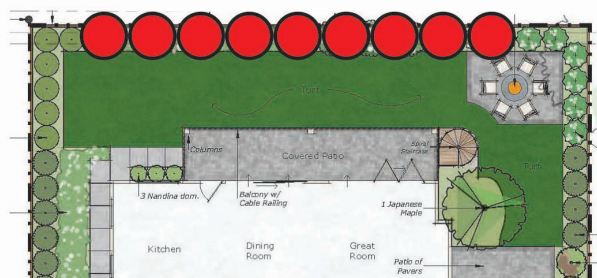 Turf
Columns
Covered Patio
Spiral
Staircase
Turf
3 Nandina dom.
Balcony w/
Cable Railing
1 Japanese
Maple
Kitchen
Dining
Room
Great
Room
Patio of
Pavers